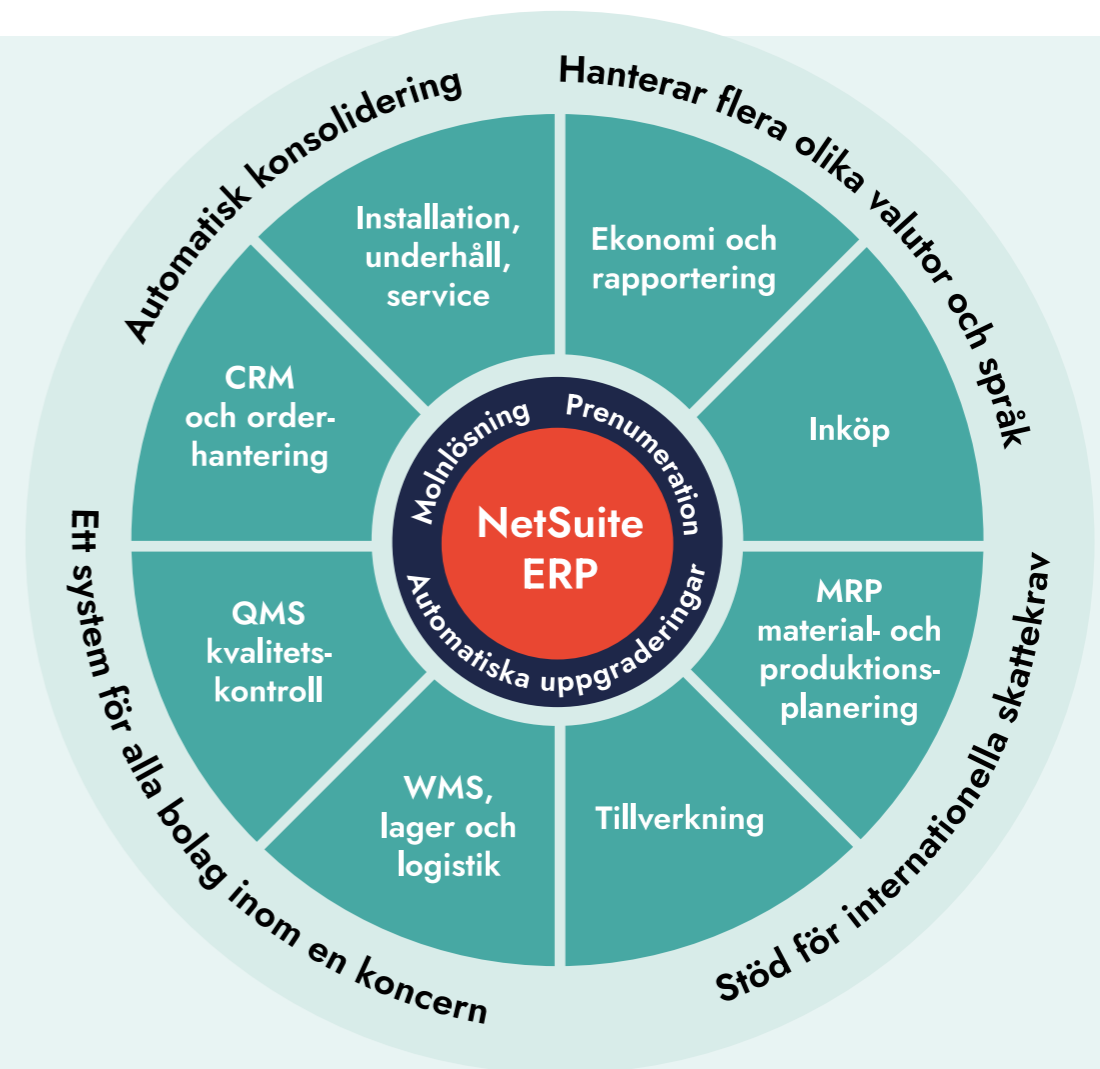 Automatisk konsolidering
Hanterar flera olika valutor och språk
Stöd för internationella skattekrav
Ett system för alla bolag inom en koncern
Installation,
underhåll,
service
Ekonomi och
rapportering
Inköp
MRP
material- och
produktions-
planering
Tillverkning
WMS,
lager och
logistik
QMS
kvalitets-
kontroll
CRM
och order-
hantering
Molnlösning
Prenumeration
Automatiska uppgraderingar
NetSuite
ERP